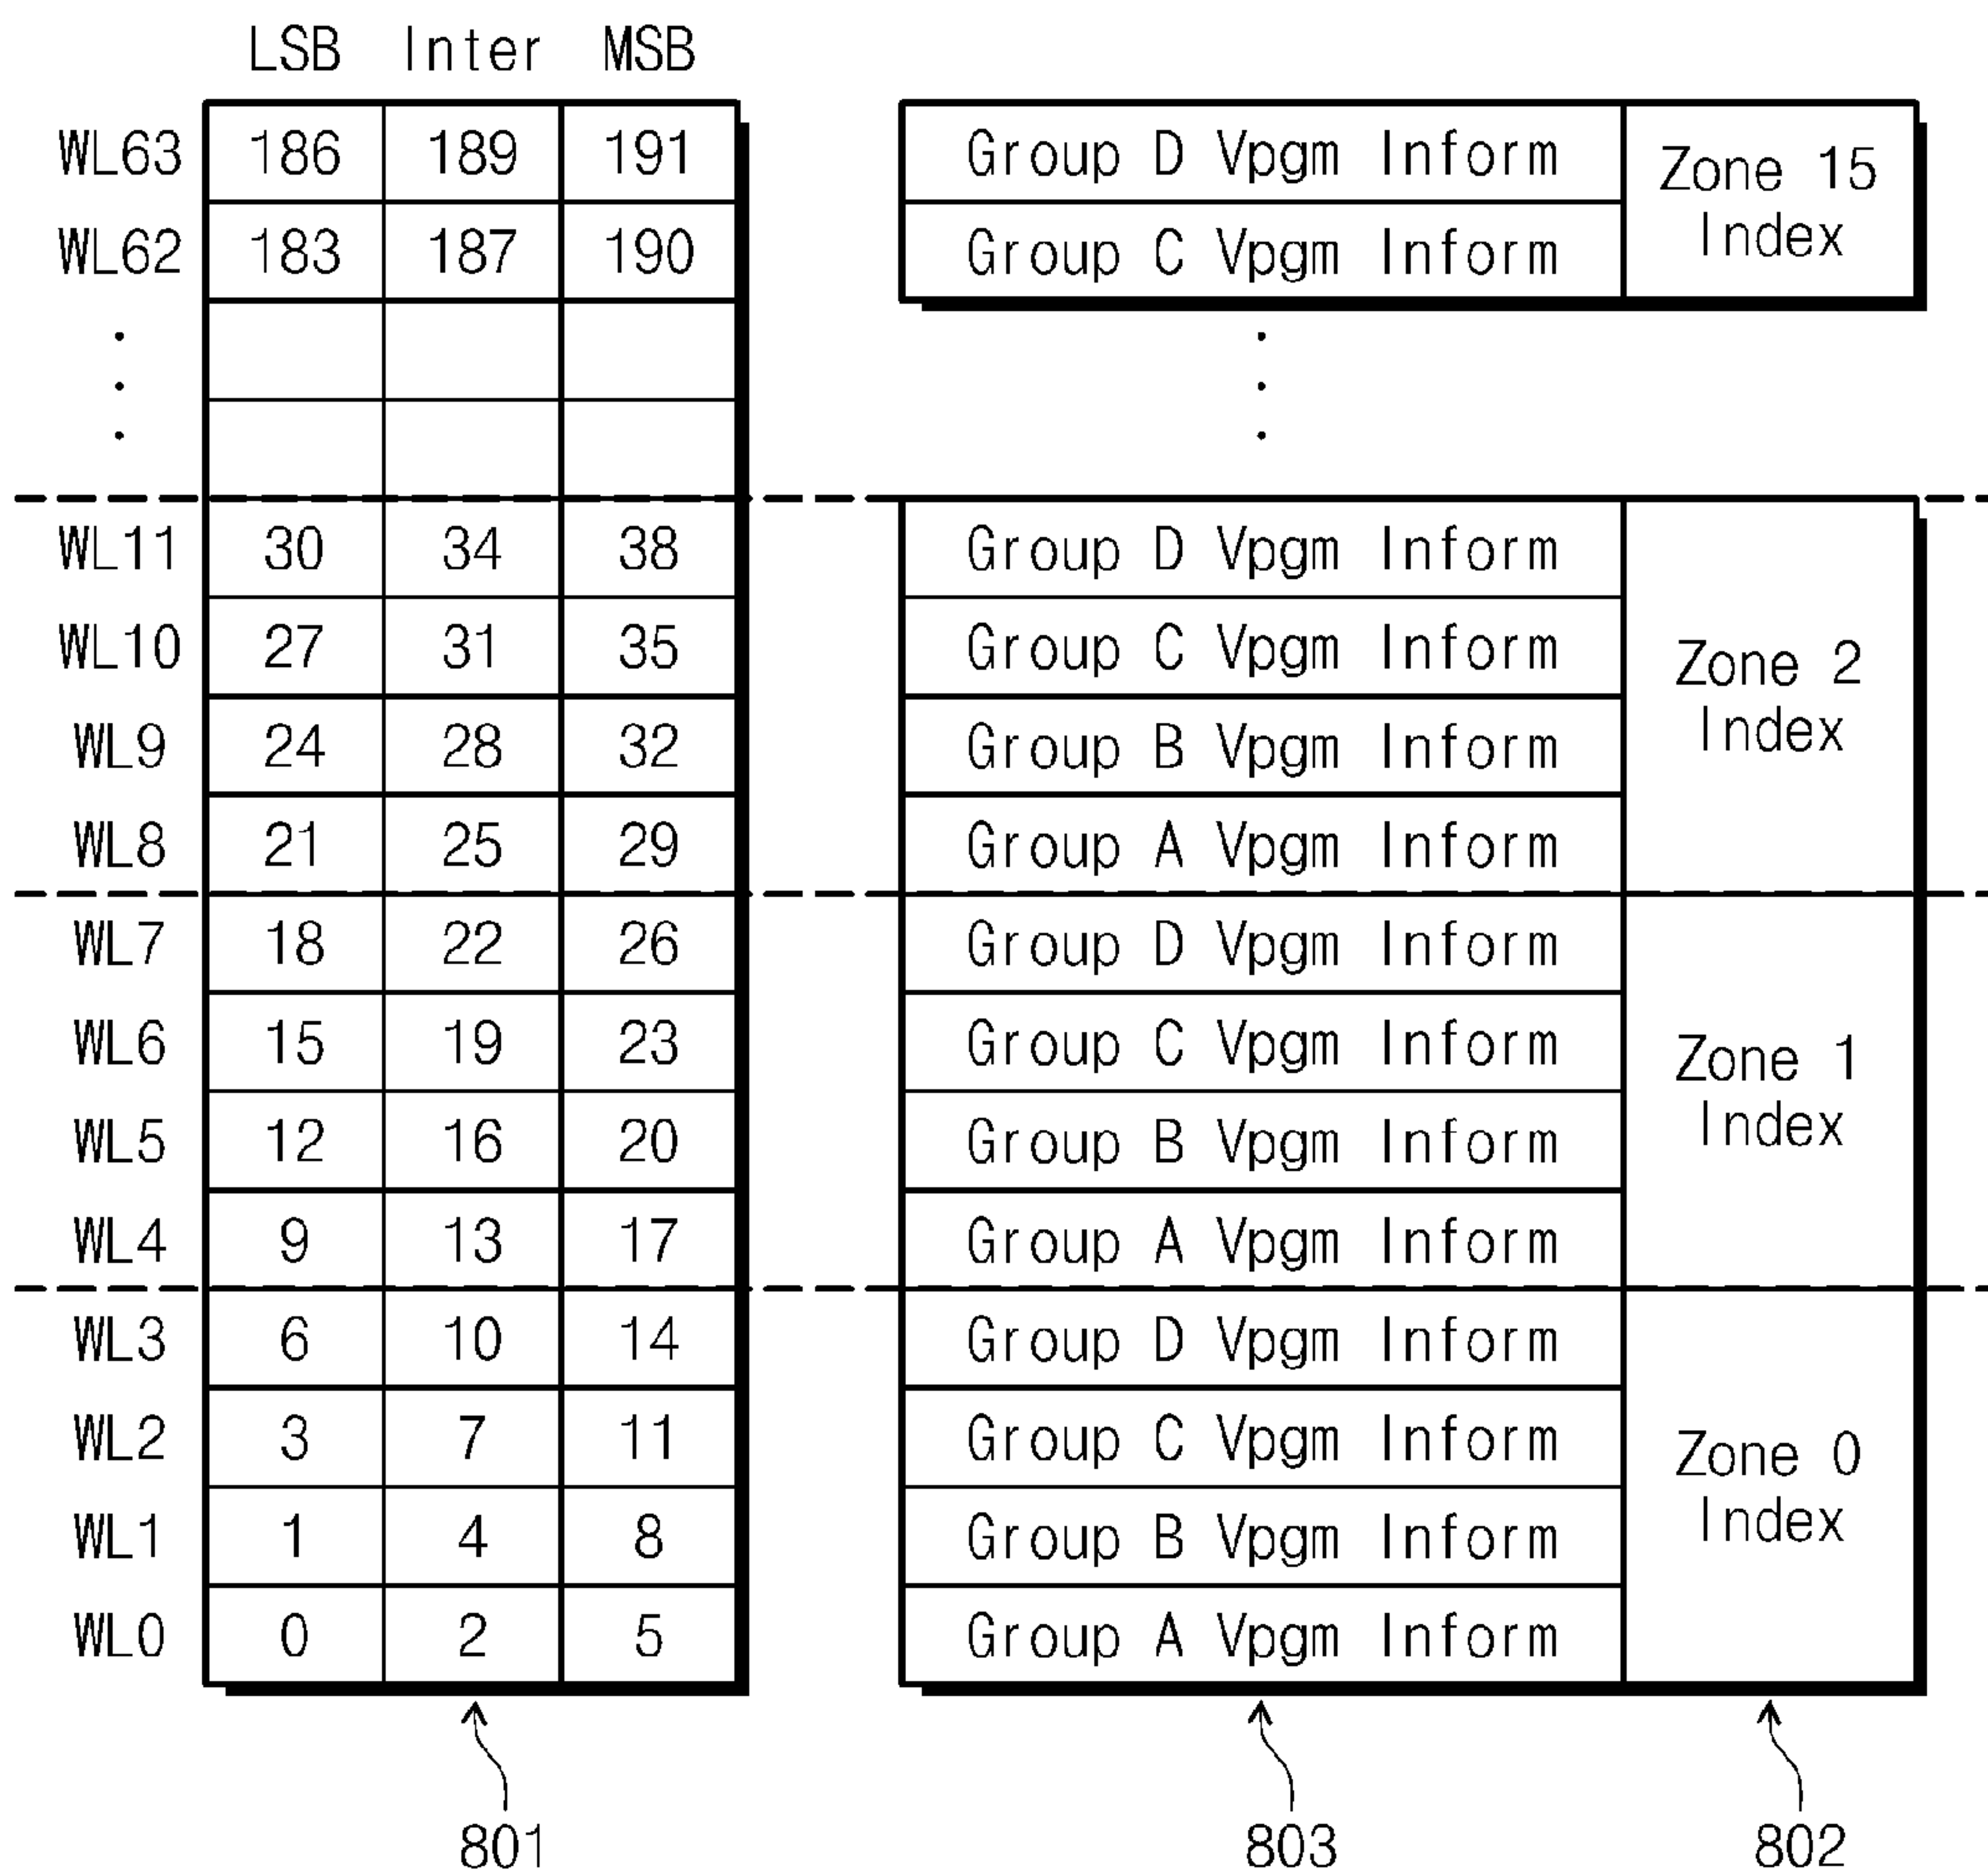 LSB Inter MSB
WL63 186 189 191 Group D Vpgm Inform Zone 15
WL62 183 187 190 Group C Vpgm Inform Index
WL11 30 34 38 Group D Vpgm Inform
WL10 27 31 35 Group C Vpgm Inform Zone 2
WL9 24 28 32 Group B Vpgm Inform Index
WL8 21 25 29 Group A Vpgm Inform
WL7 18 22 26 Group D Vpgm Inform
WL6 15 19 23 Group C Vpgm Inform Zone 1
WL5 12 16 20 Group B Vpgm Inform Index
WL4 9 13 17 Group A Vpgm Inform
WL3 6 10 14 Group D Vpgm Inform
WL2 3 7 11 Group C Vpgm Inform Zone 0
WL1 1 4 8 Group B Vpgm Inform Index
WL0 0 2 5 Group A Vpgm Inform
801 803 802